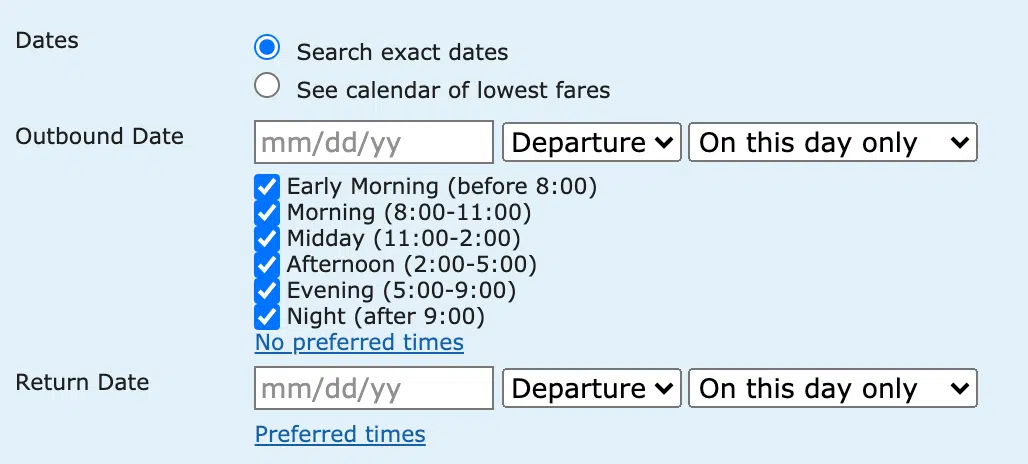 Dates
Search exact dates
See calendar of lowest fares
Outbound Date
mm/dd/yy Departure On this day only
Early Morning (before 8:00)
Morning (8:00-11:00)
Midday (11:00-2:00)
Afternoon (2:00-5:00)
Evening (5:00-9:00)
Night (after 9:00)
No preferred times
Return Date
mm/dd/yy Departure On this day only
Preferred times